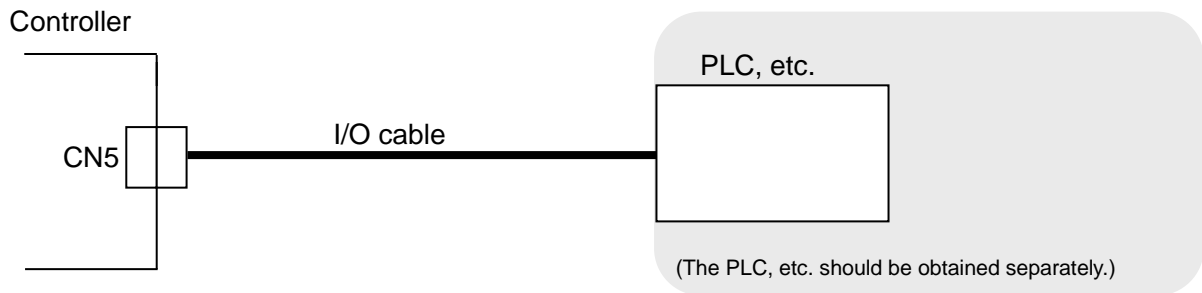 Controller
PLC, etc.
I/O cable
CN5
(The PLC, etc. should be obtained separately.)